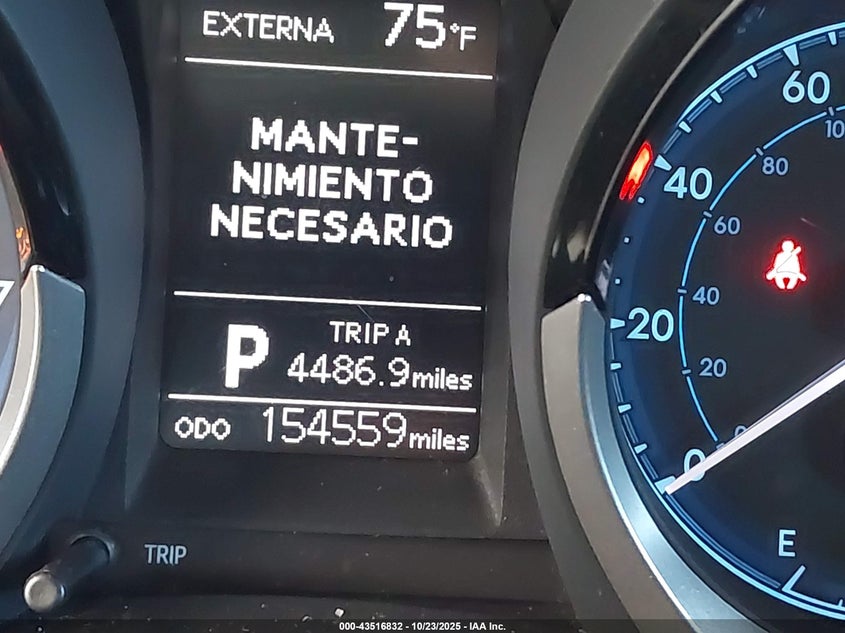 EXTERNA 75°F
MANTE-
NIMIENTO
NECESARIO
TRIP A
P 4486.9 miles
ODO 154559 miles
TRIP
60
40
20
0
80
60
40
20
0
E
000-43516832 - 10/23/2025 - IAA Inc.